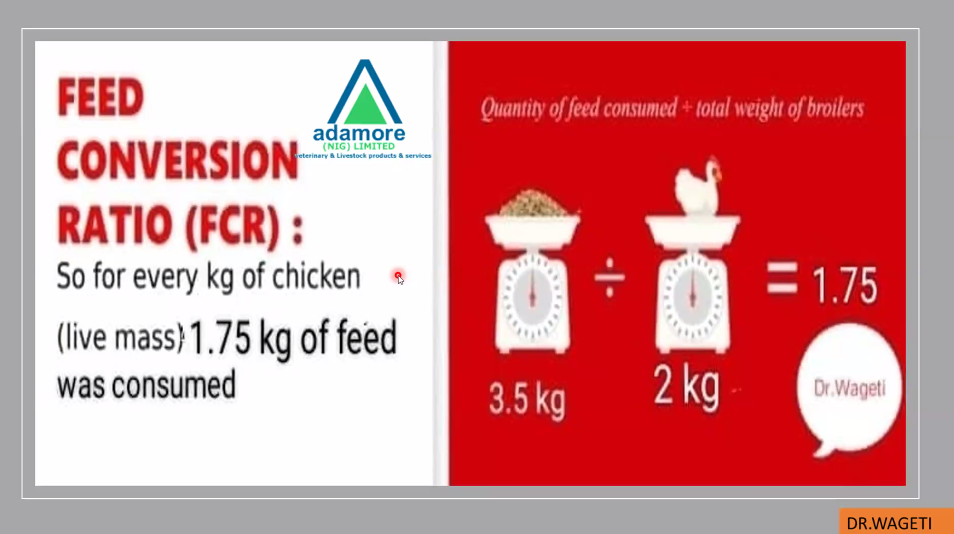 FEED
CONVERSION
RATIO (FCR) :
So for every kg of chicken
(live mass) 1.75 kg of feed
was consumed
adamore
(NIG) LIMITED
veterinary & Livestock products & services
Quantity of feed consumed ÷ total weight of broilers
÷
= 1.75
3.5 kg
2 kg
Dr.Wageti
DR.WAGETI